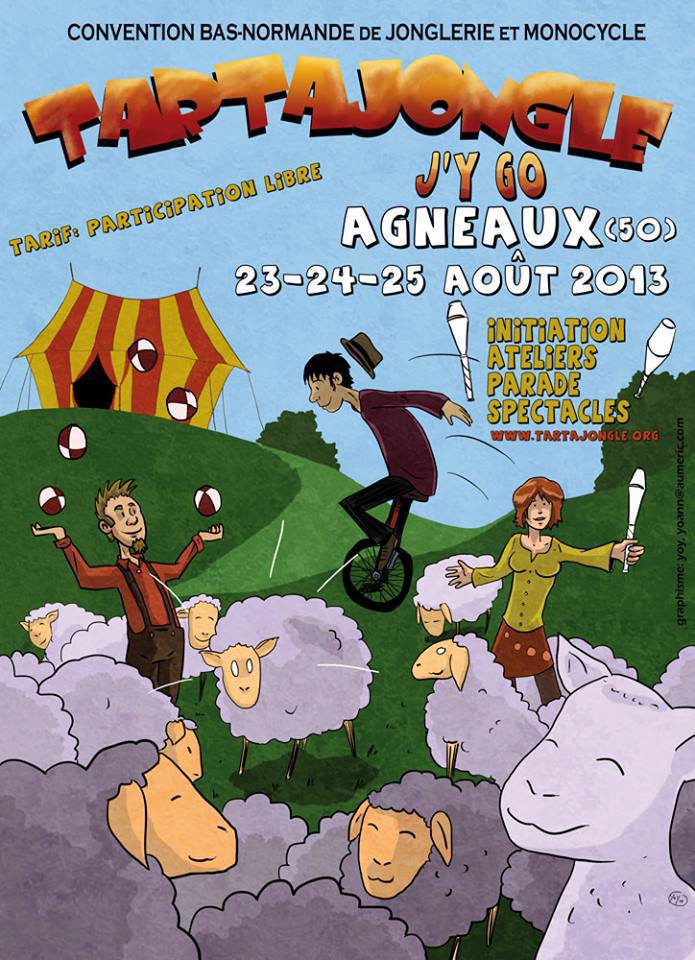 CONVENTION BAS-NORMANDE DE JONGLERIE ET MONOCYCLE
TARTAJONGLE
J'Y GO
TARIF: PARTICIPATION LIBRE
AGNEAUX (50)
23-24-25 AOÛT 2013
INITIATION
ATELIERS
PARADE
SPECTACLES
WWW.TARTAJONGLE.ORG
graphisme: yoy, yoann@aumeric.com